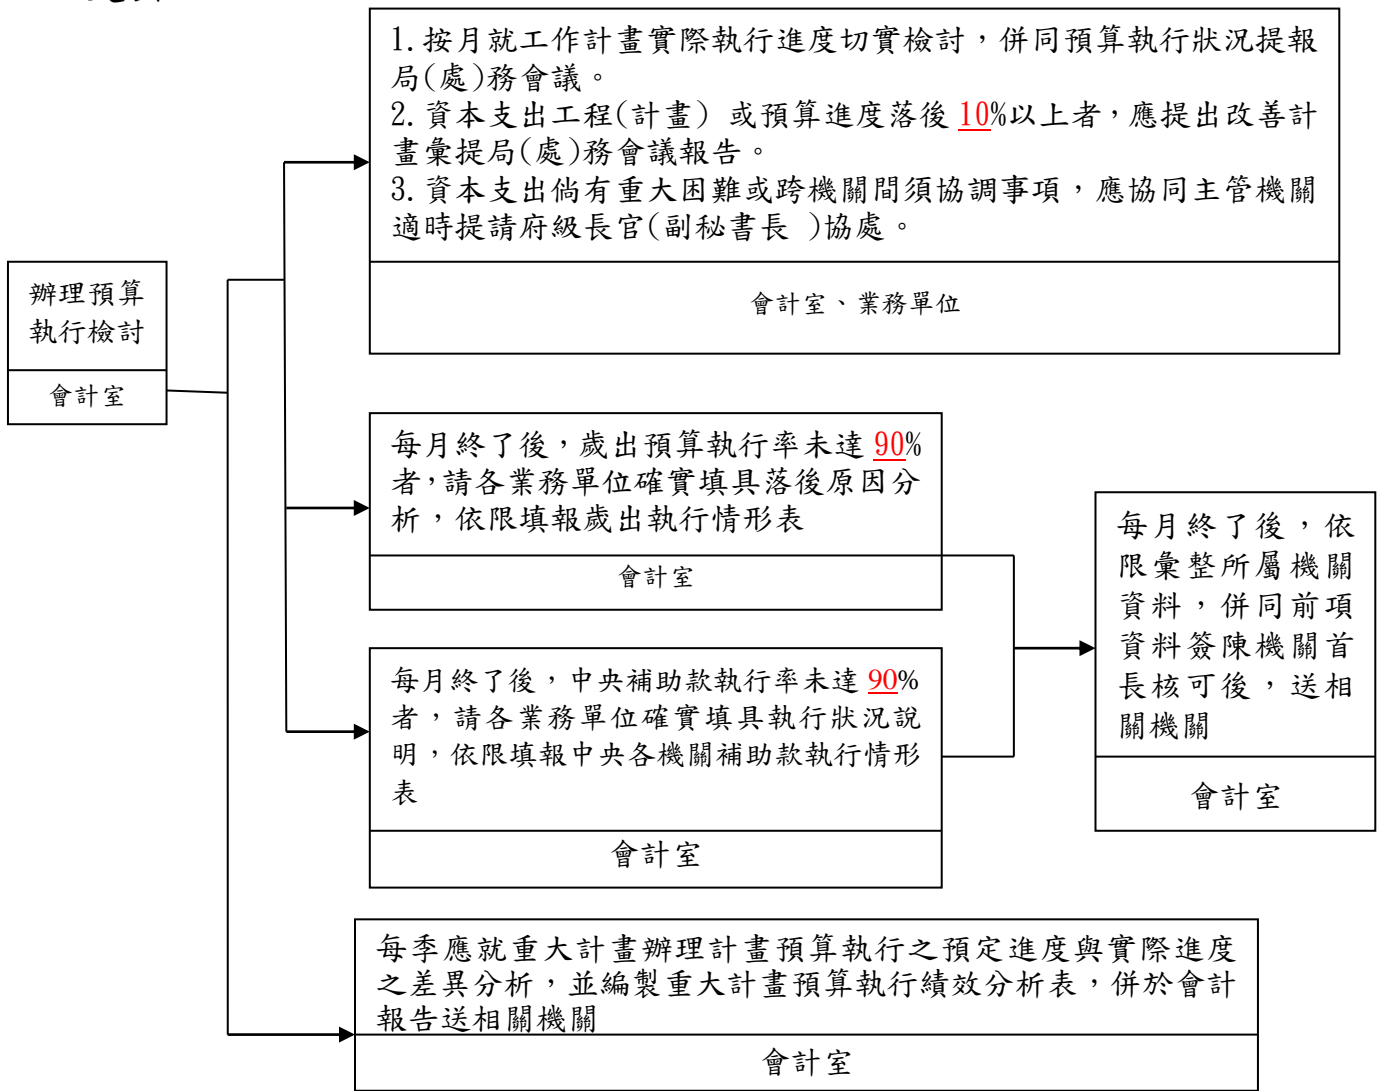 1.按月就工作計畫實際執行進度切實檢討，併同預算執行狀況提報
局(處)務會議。
2.資本支出工程(計畫) 或預算進度落後 10%以上者，應提出改善計
畫彙提局(處)務會議報告。
3.資本支出倘有重大困難或跨機關間須協調事項，應協同主管機關
適時提請府級長官(副秘書長 )協處。
會計室、業務單位
辦理預算
執行檢討
會計室
每月終了後，歲出預算執行率未達 90%
者，請各業務單位確實填具落後原因分
析，依限填報歲出執行情形表
會計室
每月終了後，中央補助款執行率未達 90%
者，請各業務單位確實填具執行狀況說
明，依限填報中央各機關補助款執行情形
表
會計室
每月終了後，依
限彙整所屬機關
資料，併同前項
資料簽陳機關首
長核可後，送相
關機關
會計室
每季應就重大計畫辦理計畫預算執行之預定進度與實際進度
之差異分析，並編製重大計畫預算執行績效分析表，併於會計
報告送相關機關
會計室